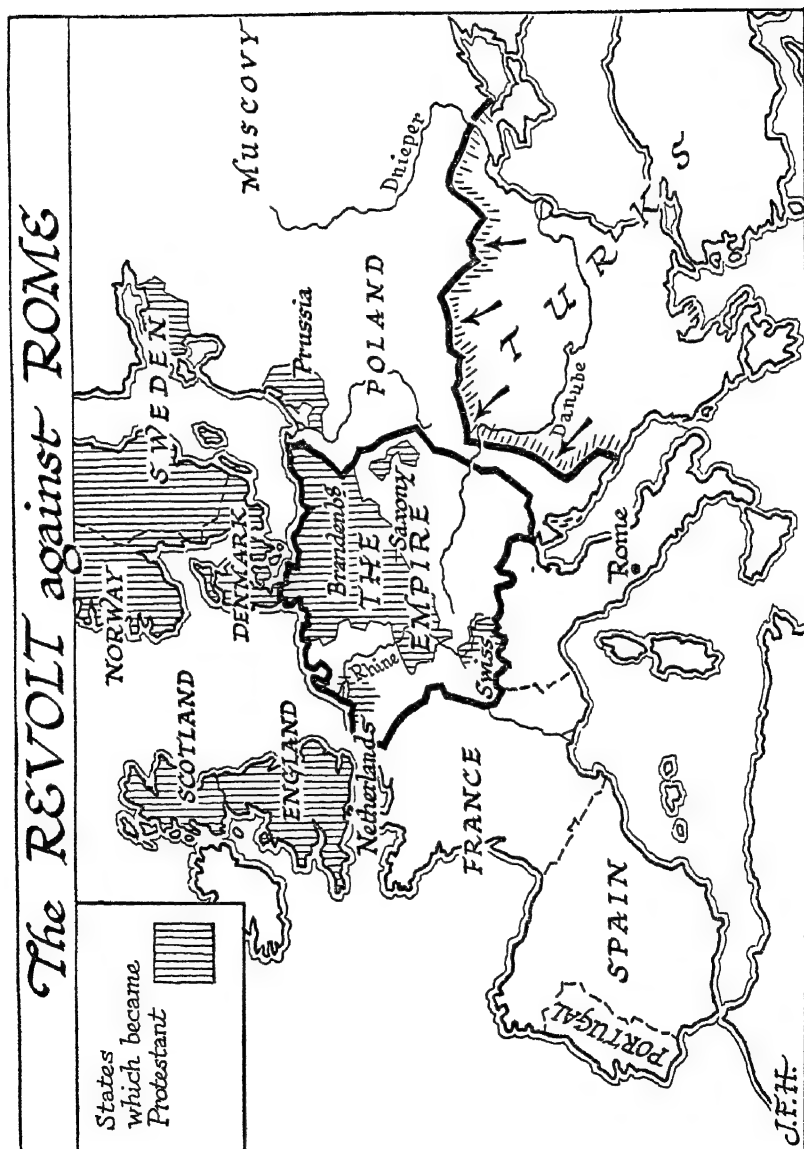 The REVOLT against ROME
States
which became
Protestant
NORWAY
SWEDEN
MUSCOVY
SCOTLAND
DENMARK
Prussia
ENGLAND
Brandenbg
POLAND
Dnieper
THE
Netherlands
Rhine
Saxony
EMPIRE
FRANCE
Swiss
TURKS
Danube
SPAIN
Rome
PORTUGAL
J.F.H.